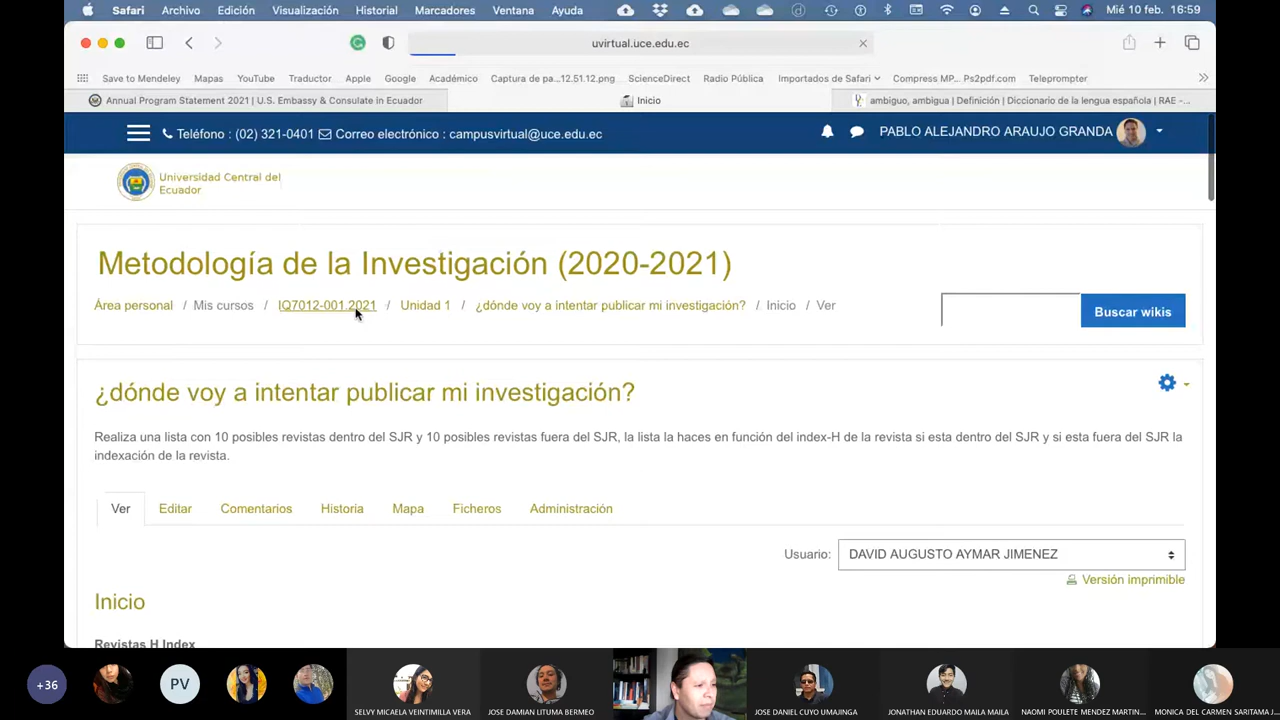 Safari Archivo Edición Visualización Historial Marcadores Ventana Ayuda Mié 10 feb. 16:59
uvirtual.uce.edu.ec
Save to Mendeley Mapas YouTube Traductor Apple Google Académico Captura de pa...12.51.12.png ScienceDirect Radio Pública Importados de Safari Compress MP... Ps2pdf.com Teleprompter
Annual Program Statement 2021 | U.S. Embassy & Consulate in Ecuador Inicio ambiguo, ambigua | Definición | Diccionario de la lengua española | RAE -...
Teléfono : (02) 321-0401 Correo electrónico : campusvirtual@uce.edu.ec PABLO ALEJANDRO ARAUJO GRANDA
Universidad Central del
Ecuador
Metodología de la Investigación (2020-2021)
Área personal / Mis cursos / IQ7012-001.2021 / Unidad 1 / ¿dónde voy a intentar publicar mi investigación? / Inicio / Ver Buscar wikis
¿dónde voy a intentar publicar mi investigación?
Realiza una lista con 10 posibles revistas dentro del SJR y 10 posibles revistas fuera del SJR, la lista la haces en función del index-H de la revista si esta dentro del SJR y si esta fuera del SJR la
indexación de la revista.
Ver Editar Comentarios Historia Mapa Ficheros Administración
Usuario: DAVID AUGUSTO AYMAR JIMENEZ
Versión imprimible
Inicio
Revistas H Index
+36 PV
SELVY MICAELA VEINTIMILLA VERA JOSE DAMIAN LITUMA BERMEO JOSE DANIEL CUYO UMAJINGA JONATHAN EDUARDO MAILA MAILA NAOMI POULETE MENDEZ MARTIN... MONICA DEL CARMEN SARITAMA J...